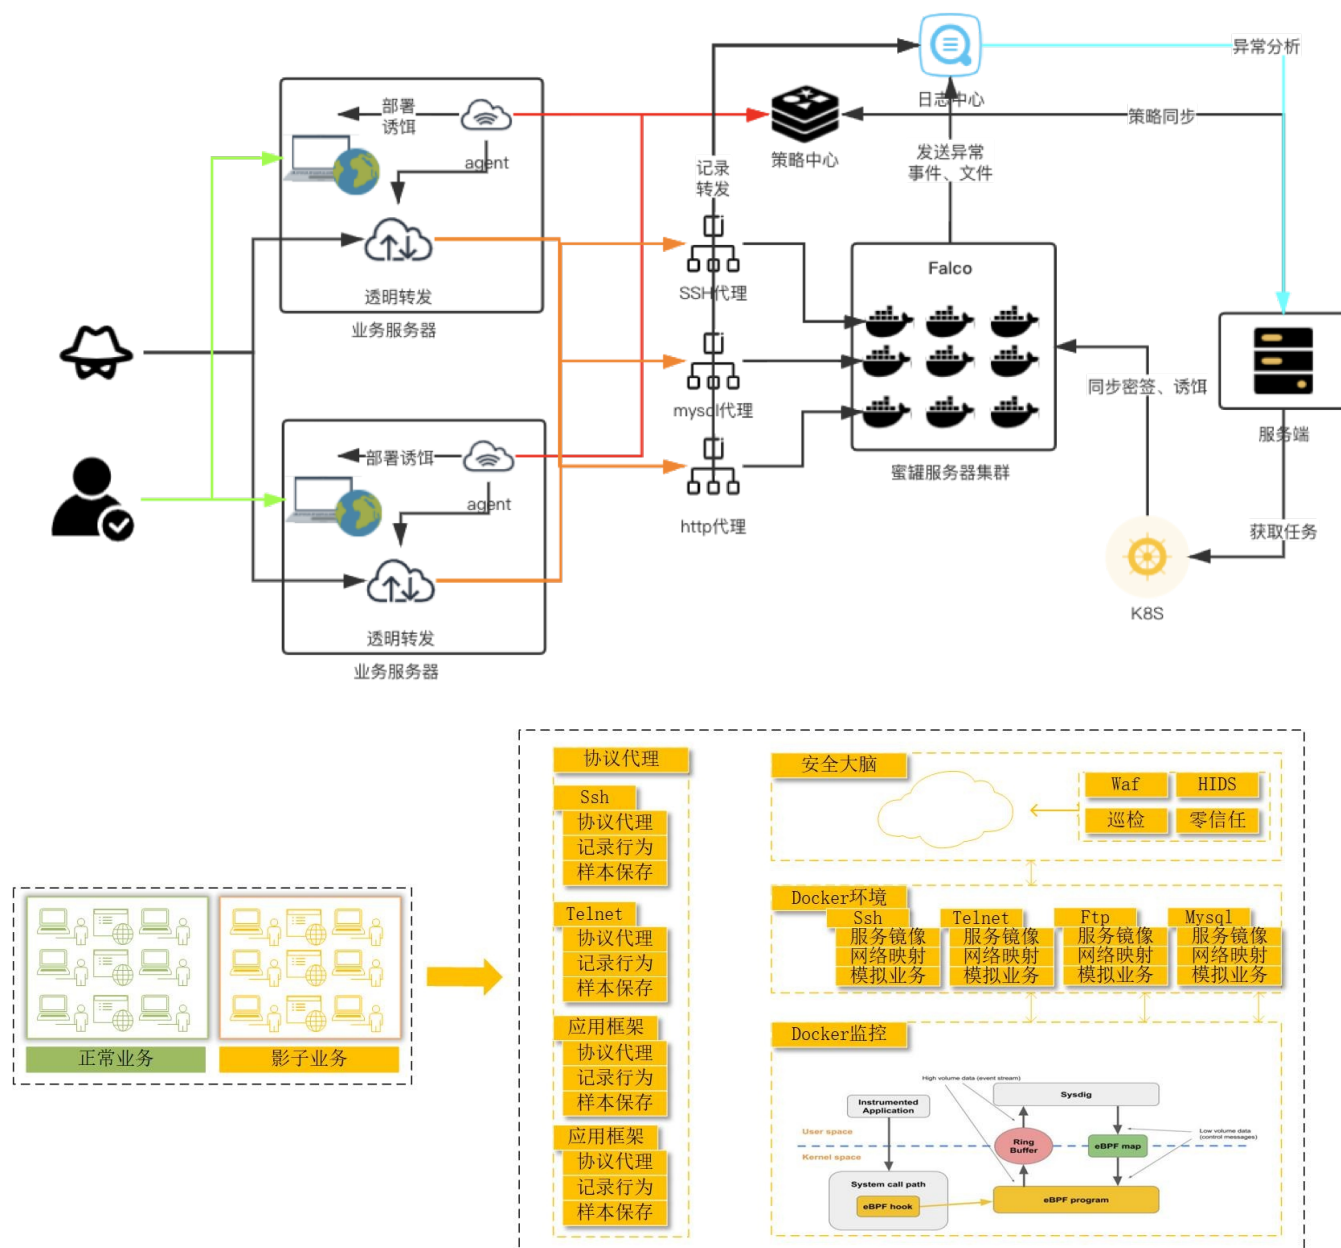 异常分析
日志中心
部署
诱饵
策略同步
agent
记录
转发
策略中心
发送异常
事件、文件
Falco
SSH代理
透明转发
业务服务器
mysql代理
同步密签、诱饵
服务端
部署诱饵
蜜罐服务器集群
agent
http代理
获取任务
K8S
透明转发
业务服务器
协议代理
Ssh
协议代理
记录行为
样本保存
Telnet
协议代理
记录行为
样本保存
应用框架
协议代理
记录行为
样本保存
应用框架
协议代理
记录行为
样本保存
正常业务
影子业务
安全大脑
Waf
HIDS
巡检
零信任
Docker环境
Ssh
服务镜像
网络映射
模拟业务
Telnet
服务镜像
网络映射
模拟业务
Ftp
服务镜像
网络映射
模拟业务
Mysql
服务镜像
网络映射
模拟业务
Docker监控
High volume data (event stream)
Instrumented
Application
Sysdig
User space
Kernel space
Ring
Buffer
eBPF map
Low volume data
(control messages)
System call path
eBPF hook
eBPF program